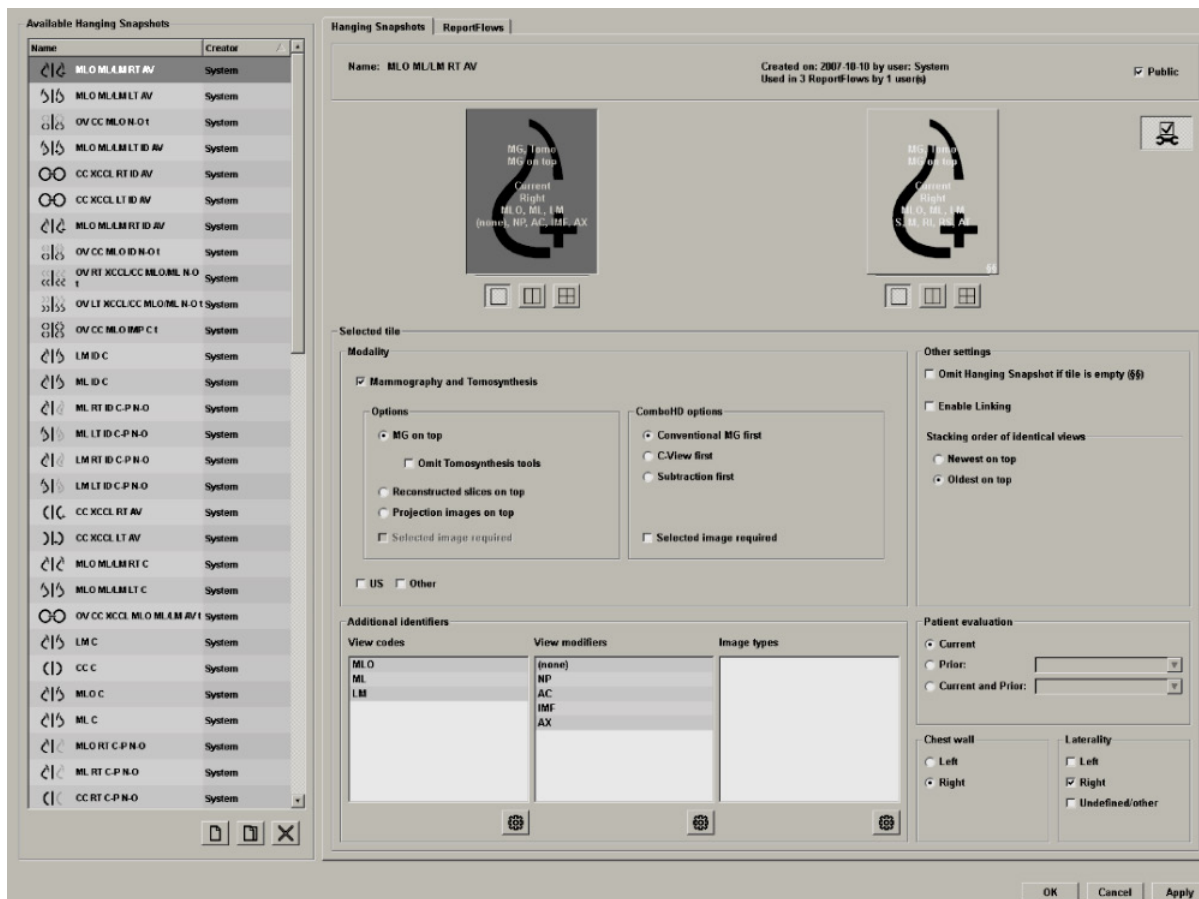 Available Hanging Snapshots
Name Creator
MLO ML/LM RT AV System
MLO ML/LM LT AV System
OV CC MLO N-O t System
MLO ML/LM LT ID AV System
CC XCCL RT ID AV System
CC XCCL LT ID AV System
MLO ML/LM RT ID AV System
OV CC MLO ID N-O t System
OV RT XCCL/CC MLO/ML N-O t System
OV LT XCCL/CC MLO/ML N-O t System
OV CC MLO IMP C t System
LM ID C System
ML ID C System
ML RT ID C-P N-O System
ML LT ID C-P N-O System
LM RT ID C-P N-O System
LM LT ID C-P N-O System
CC XCCL RT AV System
CC XCCL LT AV System
MLO ML/LM RT C System
MLO ML/LM LT C System
OV CC XCCL MLO ML/LM AV t System
LM C System
CC C System
MLO C System
ML C System
MLO RT C-P N-O System
ML RT C-P N-O System
CC RT C-P N-O System
Hanging Snapshots ReportFlows
Name: MLO ML/LM RT AV
Created on: 2007-10-10 by user: System
Used in 3 ReportFlows by 1 user(s)
Public
MG, Tomo
MG on top
Current
Right
MLO, ML, LM
(none), NP, AC, IMF, AX
MG, Tomo
MG on top
Current
Right
MLO, ML, LM
S, M, RL, RS, AT
§§
Selected tile
Modality
Mammography and Tomosynthesis
Options
MG on top
Omit Tomosynthesis tools
Reconstructed slices on top
Projection images on top
Selected image required
ComboHD options
Conventional MG first
C-View first
Subtraction first
Selected image required
US Other
Other settings
Omit Hanging Snapshot if tile is empty (§§)
Enable Linking
Stacking order of identical views
Newest on top
Oldest on top
Additional identifiers
View codes
MLO
ML
LM
View modifiers
(none)
NP
AC
IMF
AX
Image types
Patient evaluation
Current
Prior:
Current and Prior:
Chest wall
Left
Right
Laterality
Left
Right
Undefined/other
OK Cancel Apply